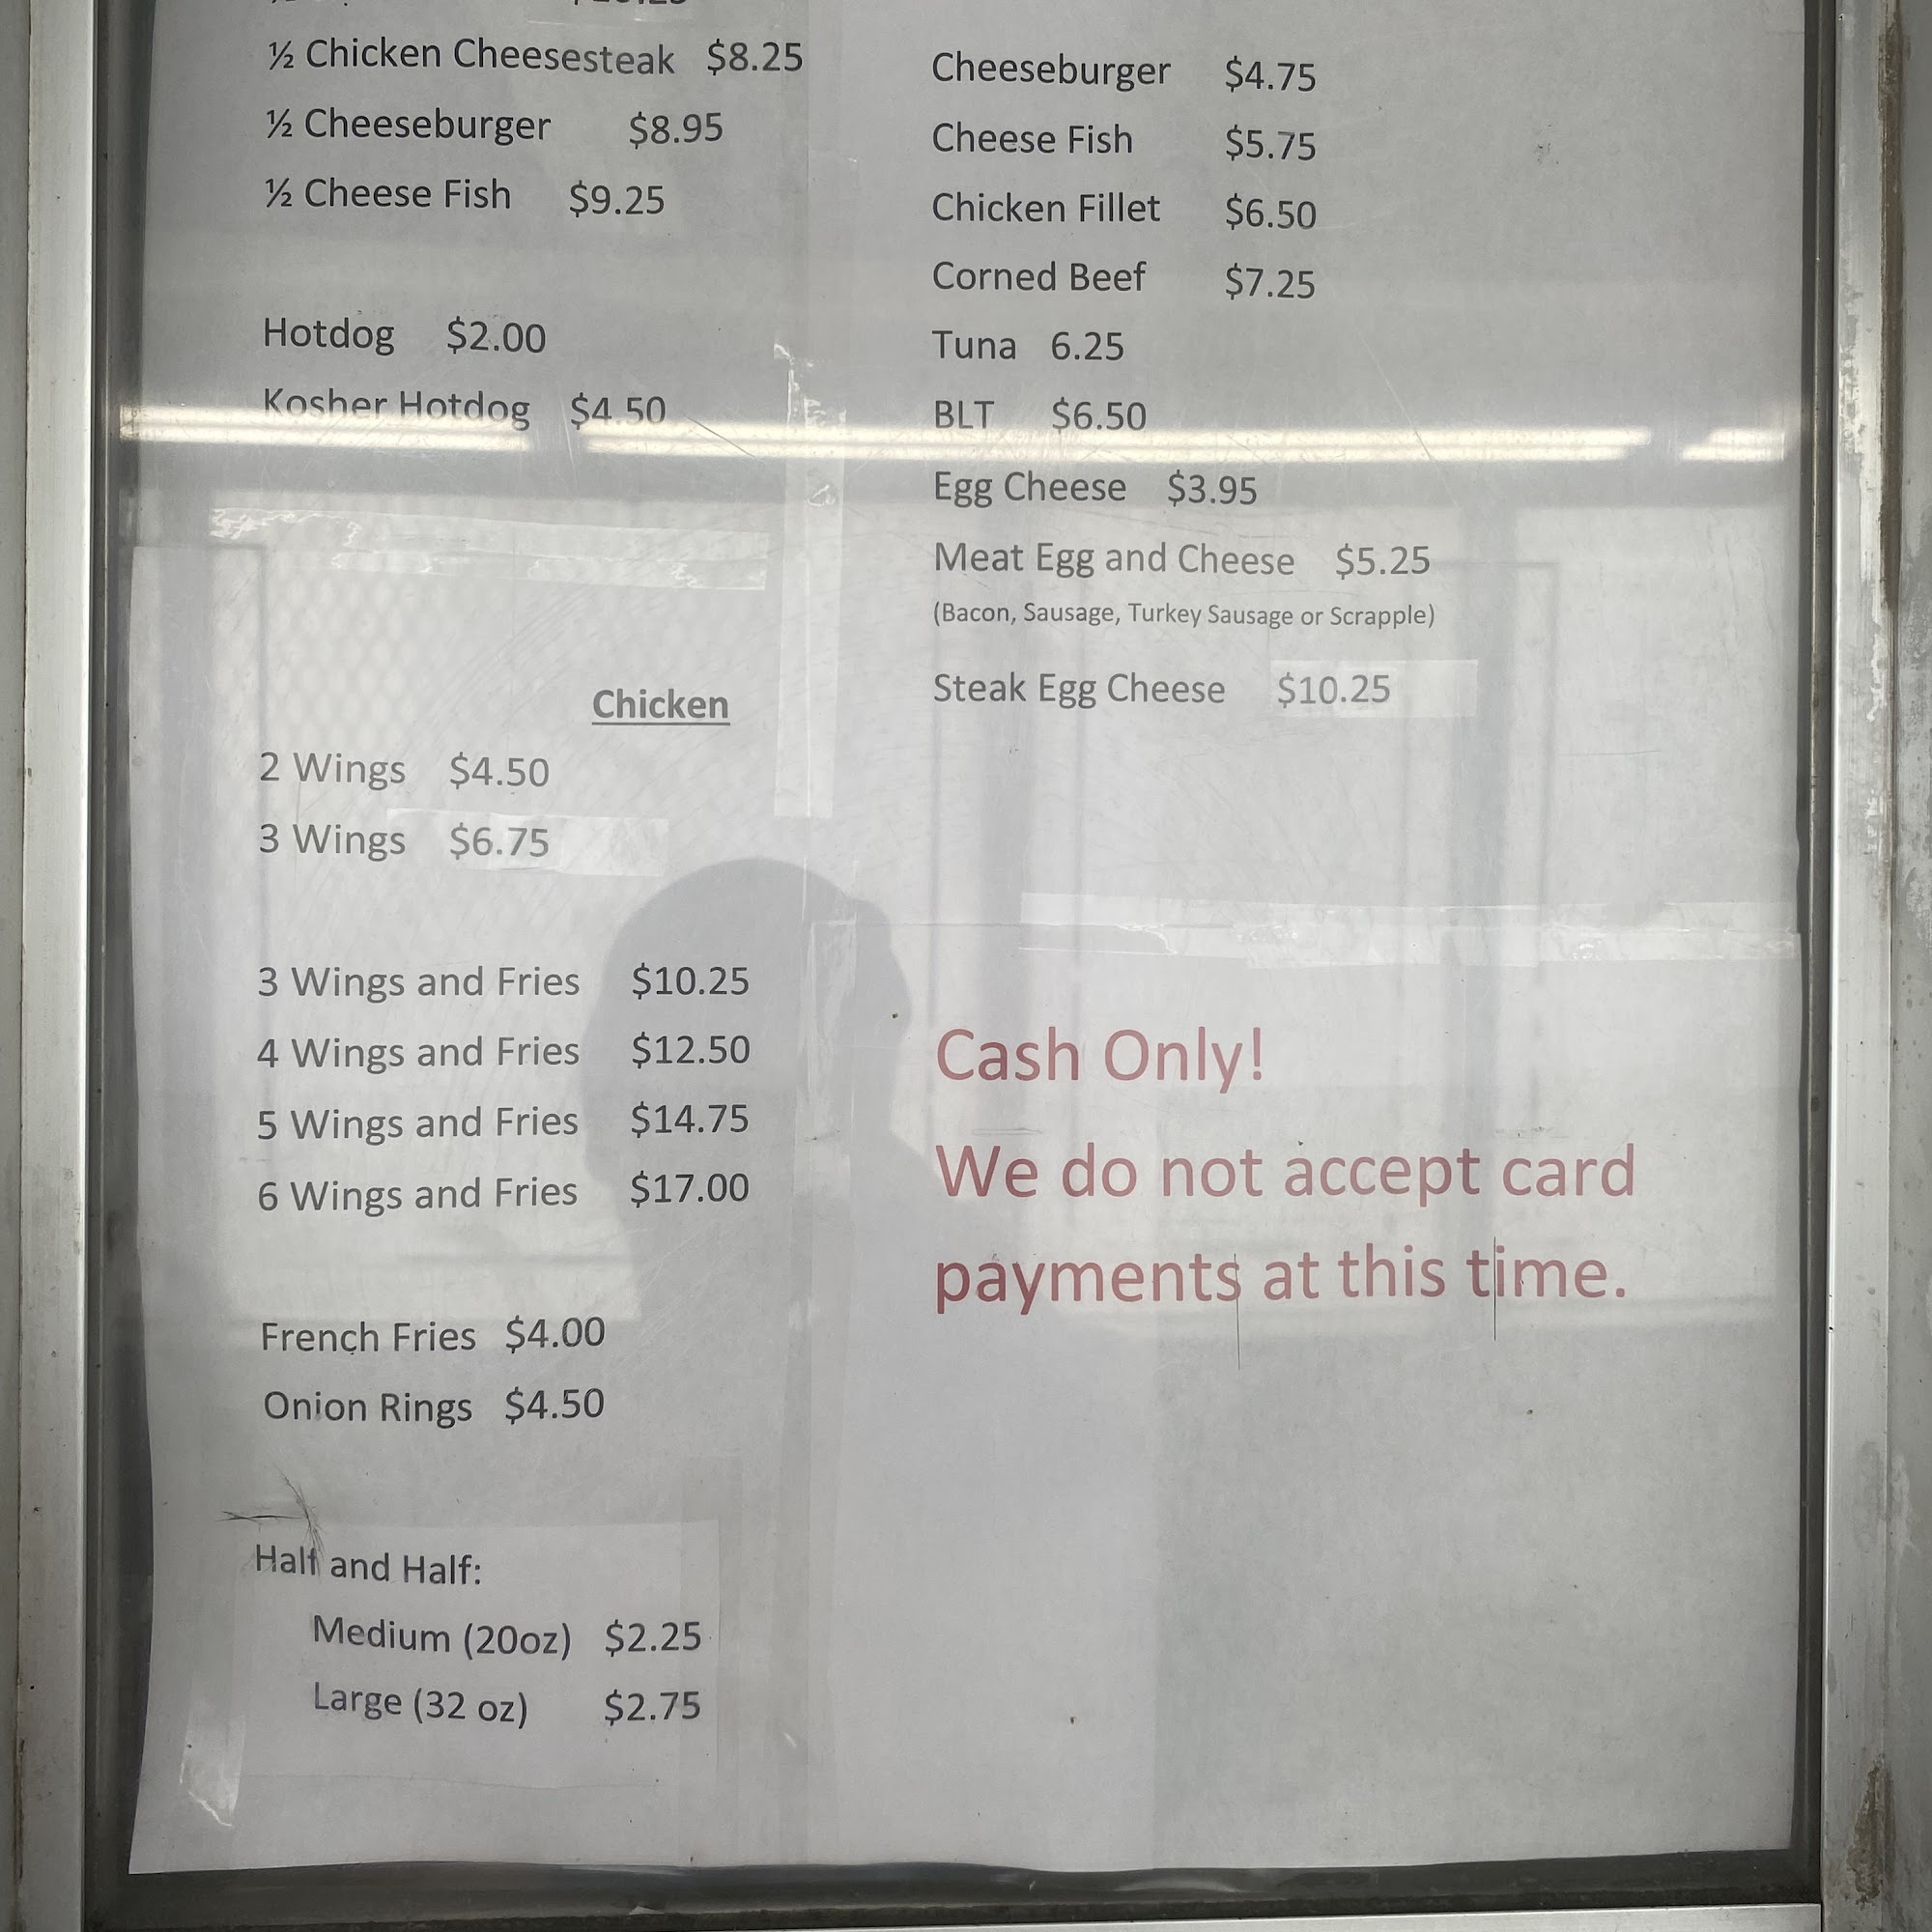 ½ Chicken Cheesesteak $8.25
½ Cheeseburger $8.95
½ Cheese Fish $9.25
Hotdog $2.00
Kosher Hotdog $4.50
Chicken
2 Wings $4.50
3 Wings $6.75
3 Wings and Fries $10.25
4 Wings and Fries $12.50
5 Wings and Fries $14.75
6 Wings and Fries $17.00
French Fries $4.00
Onion Rings $4.50
Half and Half:
Medium (20oz) $2.25
Large (32 oz) $2.75
Cheeseburger $4.75
Cheese Fish $5.75
Chicken Fillet $6.50
Corned Beef $7.25
Tuna 6.25
BLT $6.50
Egg Cheese $3.95
Meat Egg and Cheese $5.25
(Bacon, Sausage, Turkey Sausage or Scrapple)
Steak Egg Cheese $10.25
Cash Only!
We do not accept card
payments at this time.